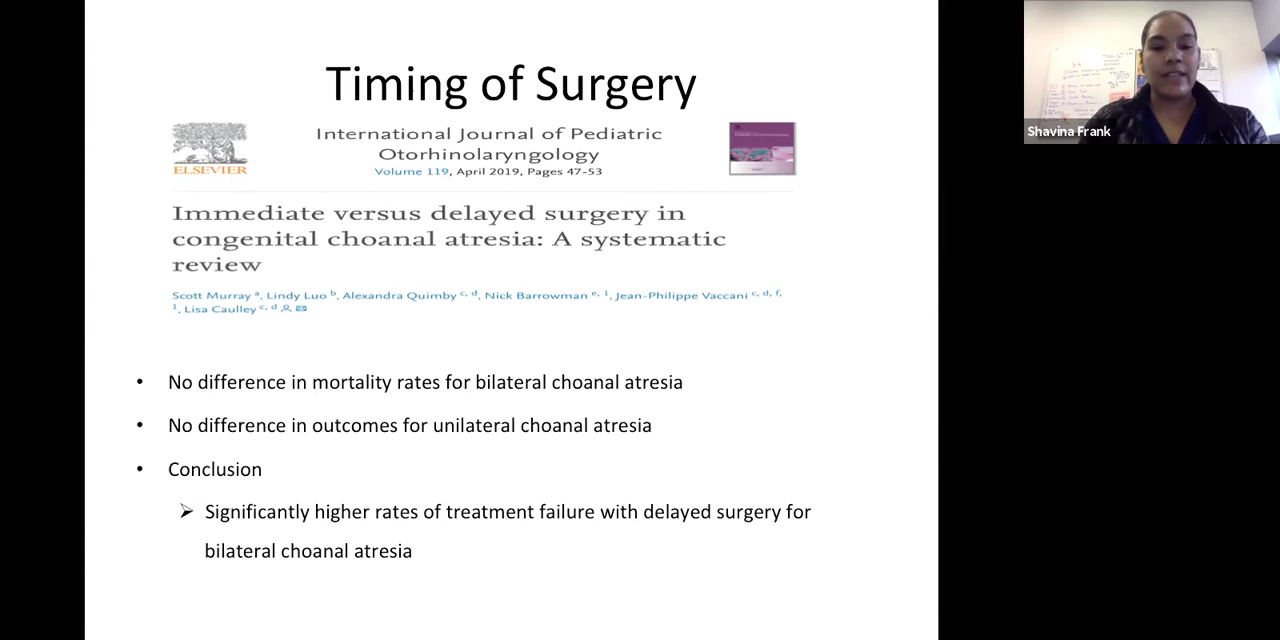 Timing of Surgery
ELSEVIER
International Journal of Pediatric
Otorhinolaryngology
Volume 119, April 2019, Pages 47-53
Immediate versus delayed surgery in
congenital choanal atresia: A systematic
review
Scott Murray a, Lindy Luo b, Alexandra Quimby c, d, Nick Barrowman e, 1, Jean-Philippe Vaccani c, d, f,
1, Lisa Caulley c, d
• No difference in mortality rates for bilateral choanal atresia
• No difference in outcomes for unilateral choanal atresia
• Conclusion
➢ Significantly higher rates of treatment failure with delayed surgery for
bilateral choanal atresia
Shavina Frank